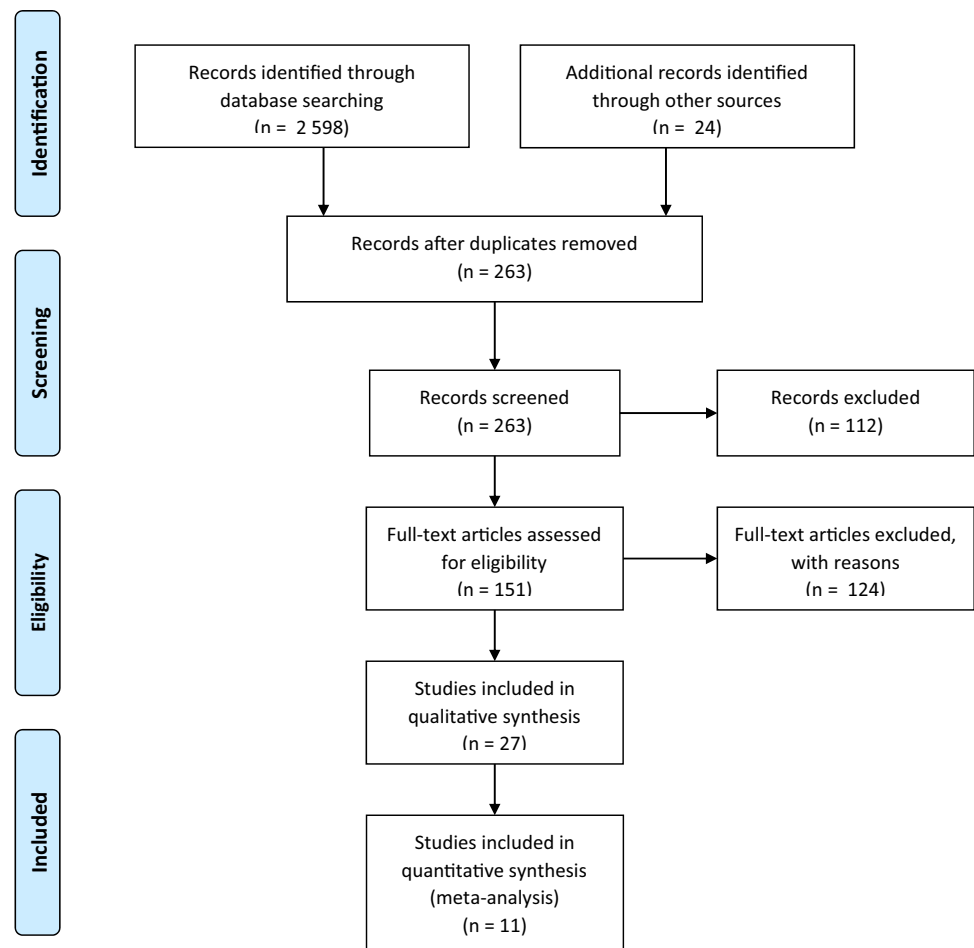 Identification
Records identified through
database searching
(n = 2 598)
Additional records identified
through other sources
(n = 24)
Records after duplicates removed
(n = 263)
Screening
Records screened
(n = 263)
Records excluded
(n = 112)
Eligibility
Full-text articles assessed
for eligibility
(n = 151)
Full-text articles excluded,
with reasons
(n = 124)
Studies included in
qualitative synthesis
(n = 27)
Included
Studies included in
quantitative synthesis
(meta-analysis)
(n = 11)